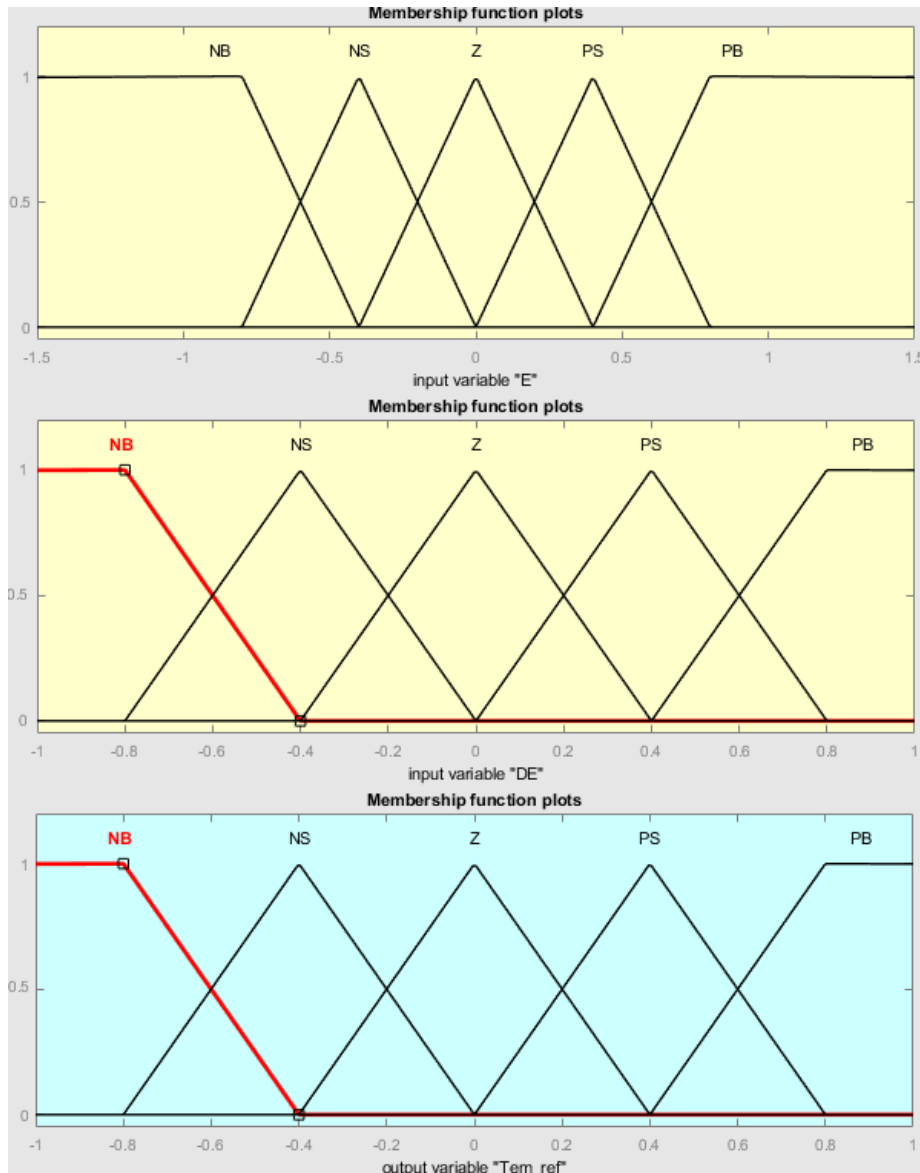 Membership function plots
NB NS Z PS PB
1
0.5
0
-1.5 -1 -0.5 0 0.5 1 1.5
input variable "E"
Membership function plots
NB NS Z PS PB
1
0.5
0
-1 -0.8 -0.6 -0.4 -0.2 0 0.2 0.4 0.6 0.8 1
input variable "DE"
Membership function plots
NB NS Z PS PB
1
0.5
0
-1 -0.8 -0.6 -0.4 -0.2 0 0.2 0.4 0.6 0.8 1
output variable "Tem_ref"